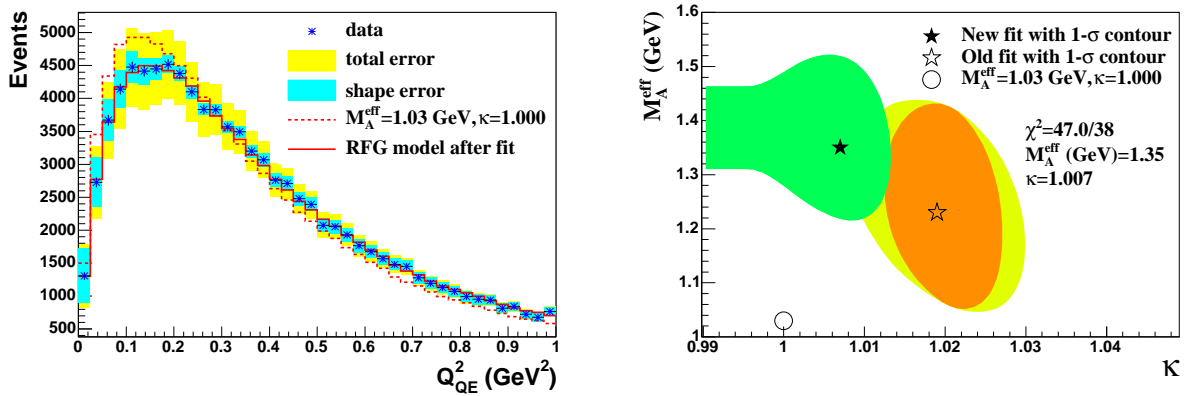 Events
5000
4500
4000
3500
3000
2500
2000
1500
1000
500
0 0.1 0.2 0.3 0.4 0.5 0.6 0.7 0.8 0.9 1
Q²QE (GeV²)
data
total error
shape error
M_A^eff=1.03 GeV,κ=1.000
RFG model after fit
M_A^eff (GeV)
1.6
1.5
1.4
1.3
1.2
1.1
1
0.99 1 1.01 1.02 1.03 1.04
κ
New fit with 1-σ contour
Old fit with 1-σ contour
M_A^eff=1.03 GeV,κ=1.000
χ²=47.0/38
M_A^eff (GeV)=1.35
κ=1.007